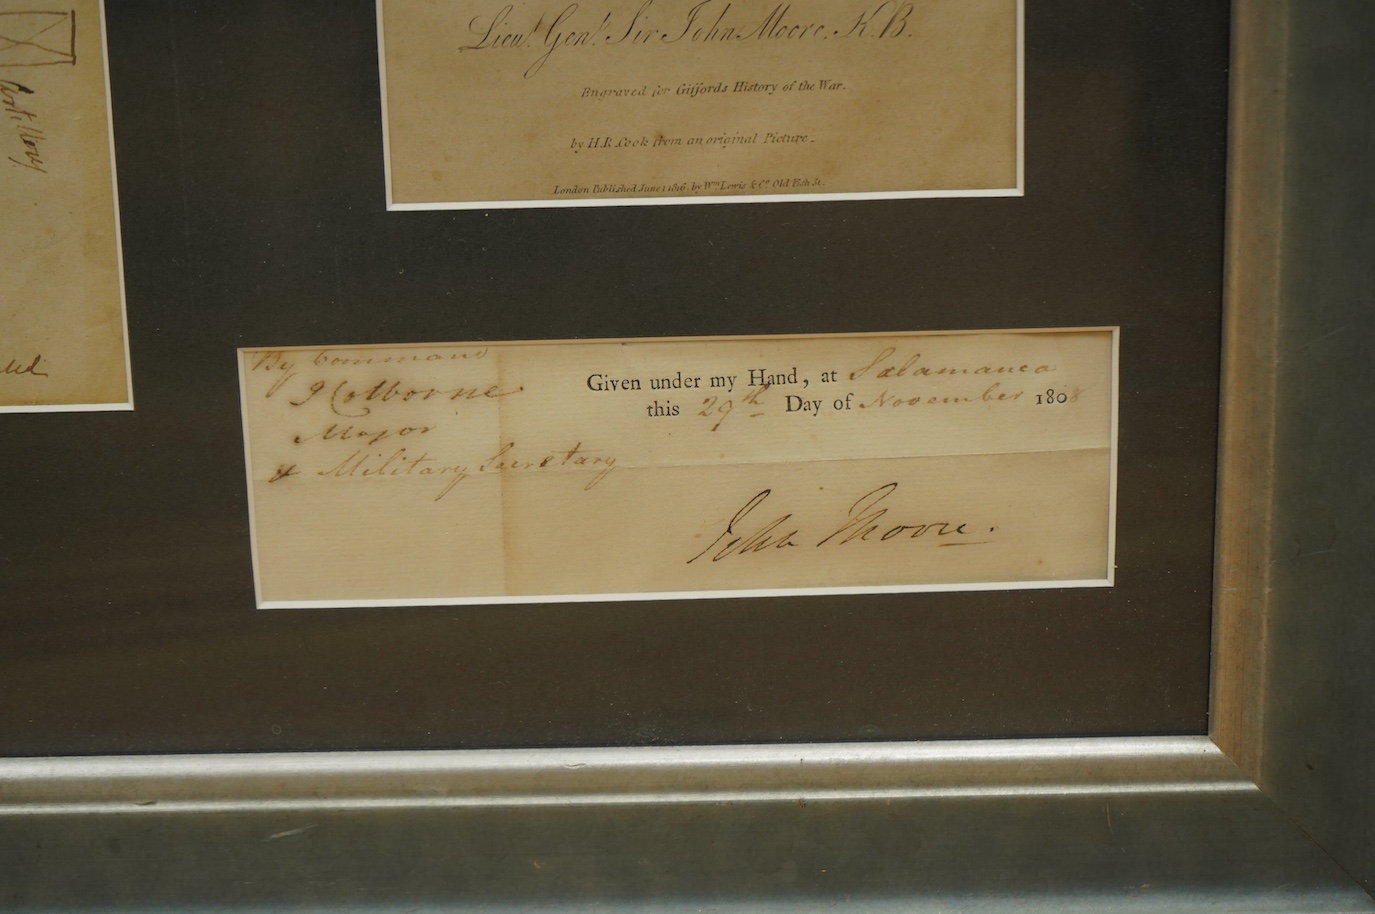 Artillery
Lieut. Genl. Sir John Moore, K.B.
Engraved for Giffords History of the War.
by H.R. Cook from an original Picture.
London Published June 1 1816, by Wm. Lewis & Co. Old Fish St.
By Command
J Colborne.
Major
& Military Secretary
Given under my Hand, at Salamanca
this 29th Day of November 1808
John Moore.